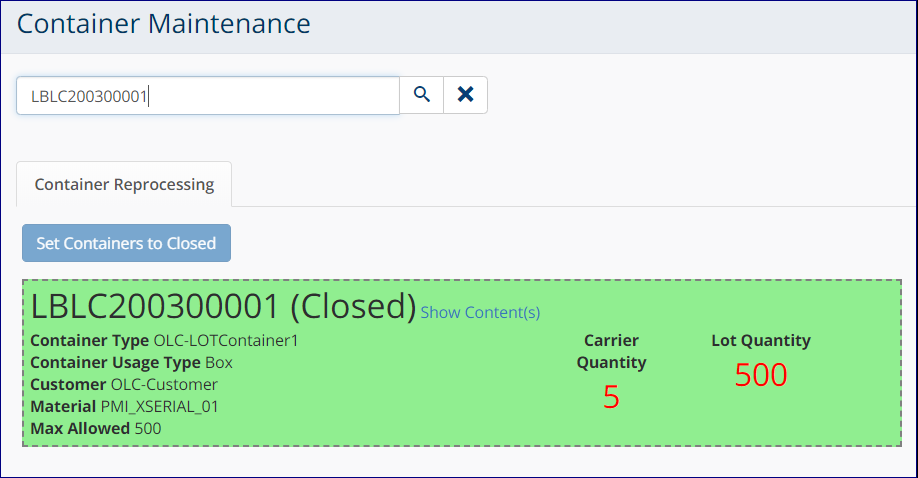 Container Maintenance
LBLC200300001
Container Reprocessing
Set Containers to Closed
LBLC200300001 (Closed) Show Content(s)
Container Type OLC-LOTContainer1
Container Usage Type Box
Customer OLC-Customer
Material PMI_XSERIAL_01
Max Allowed 500
Carrier
Quantity
5
Lot Quantity
500